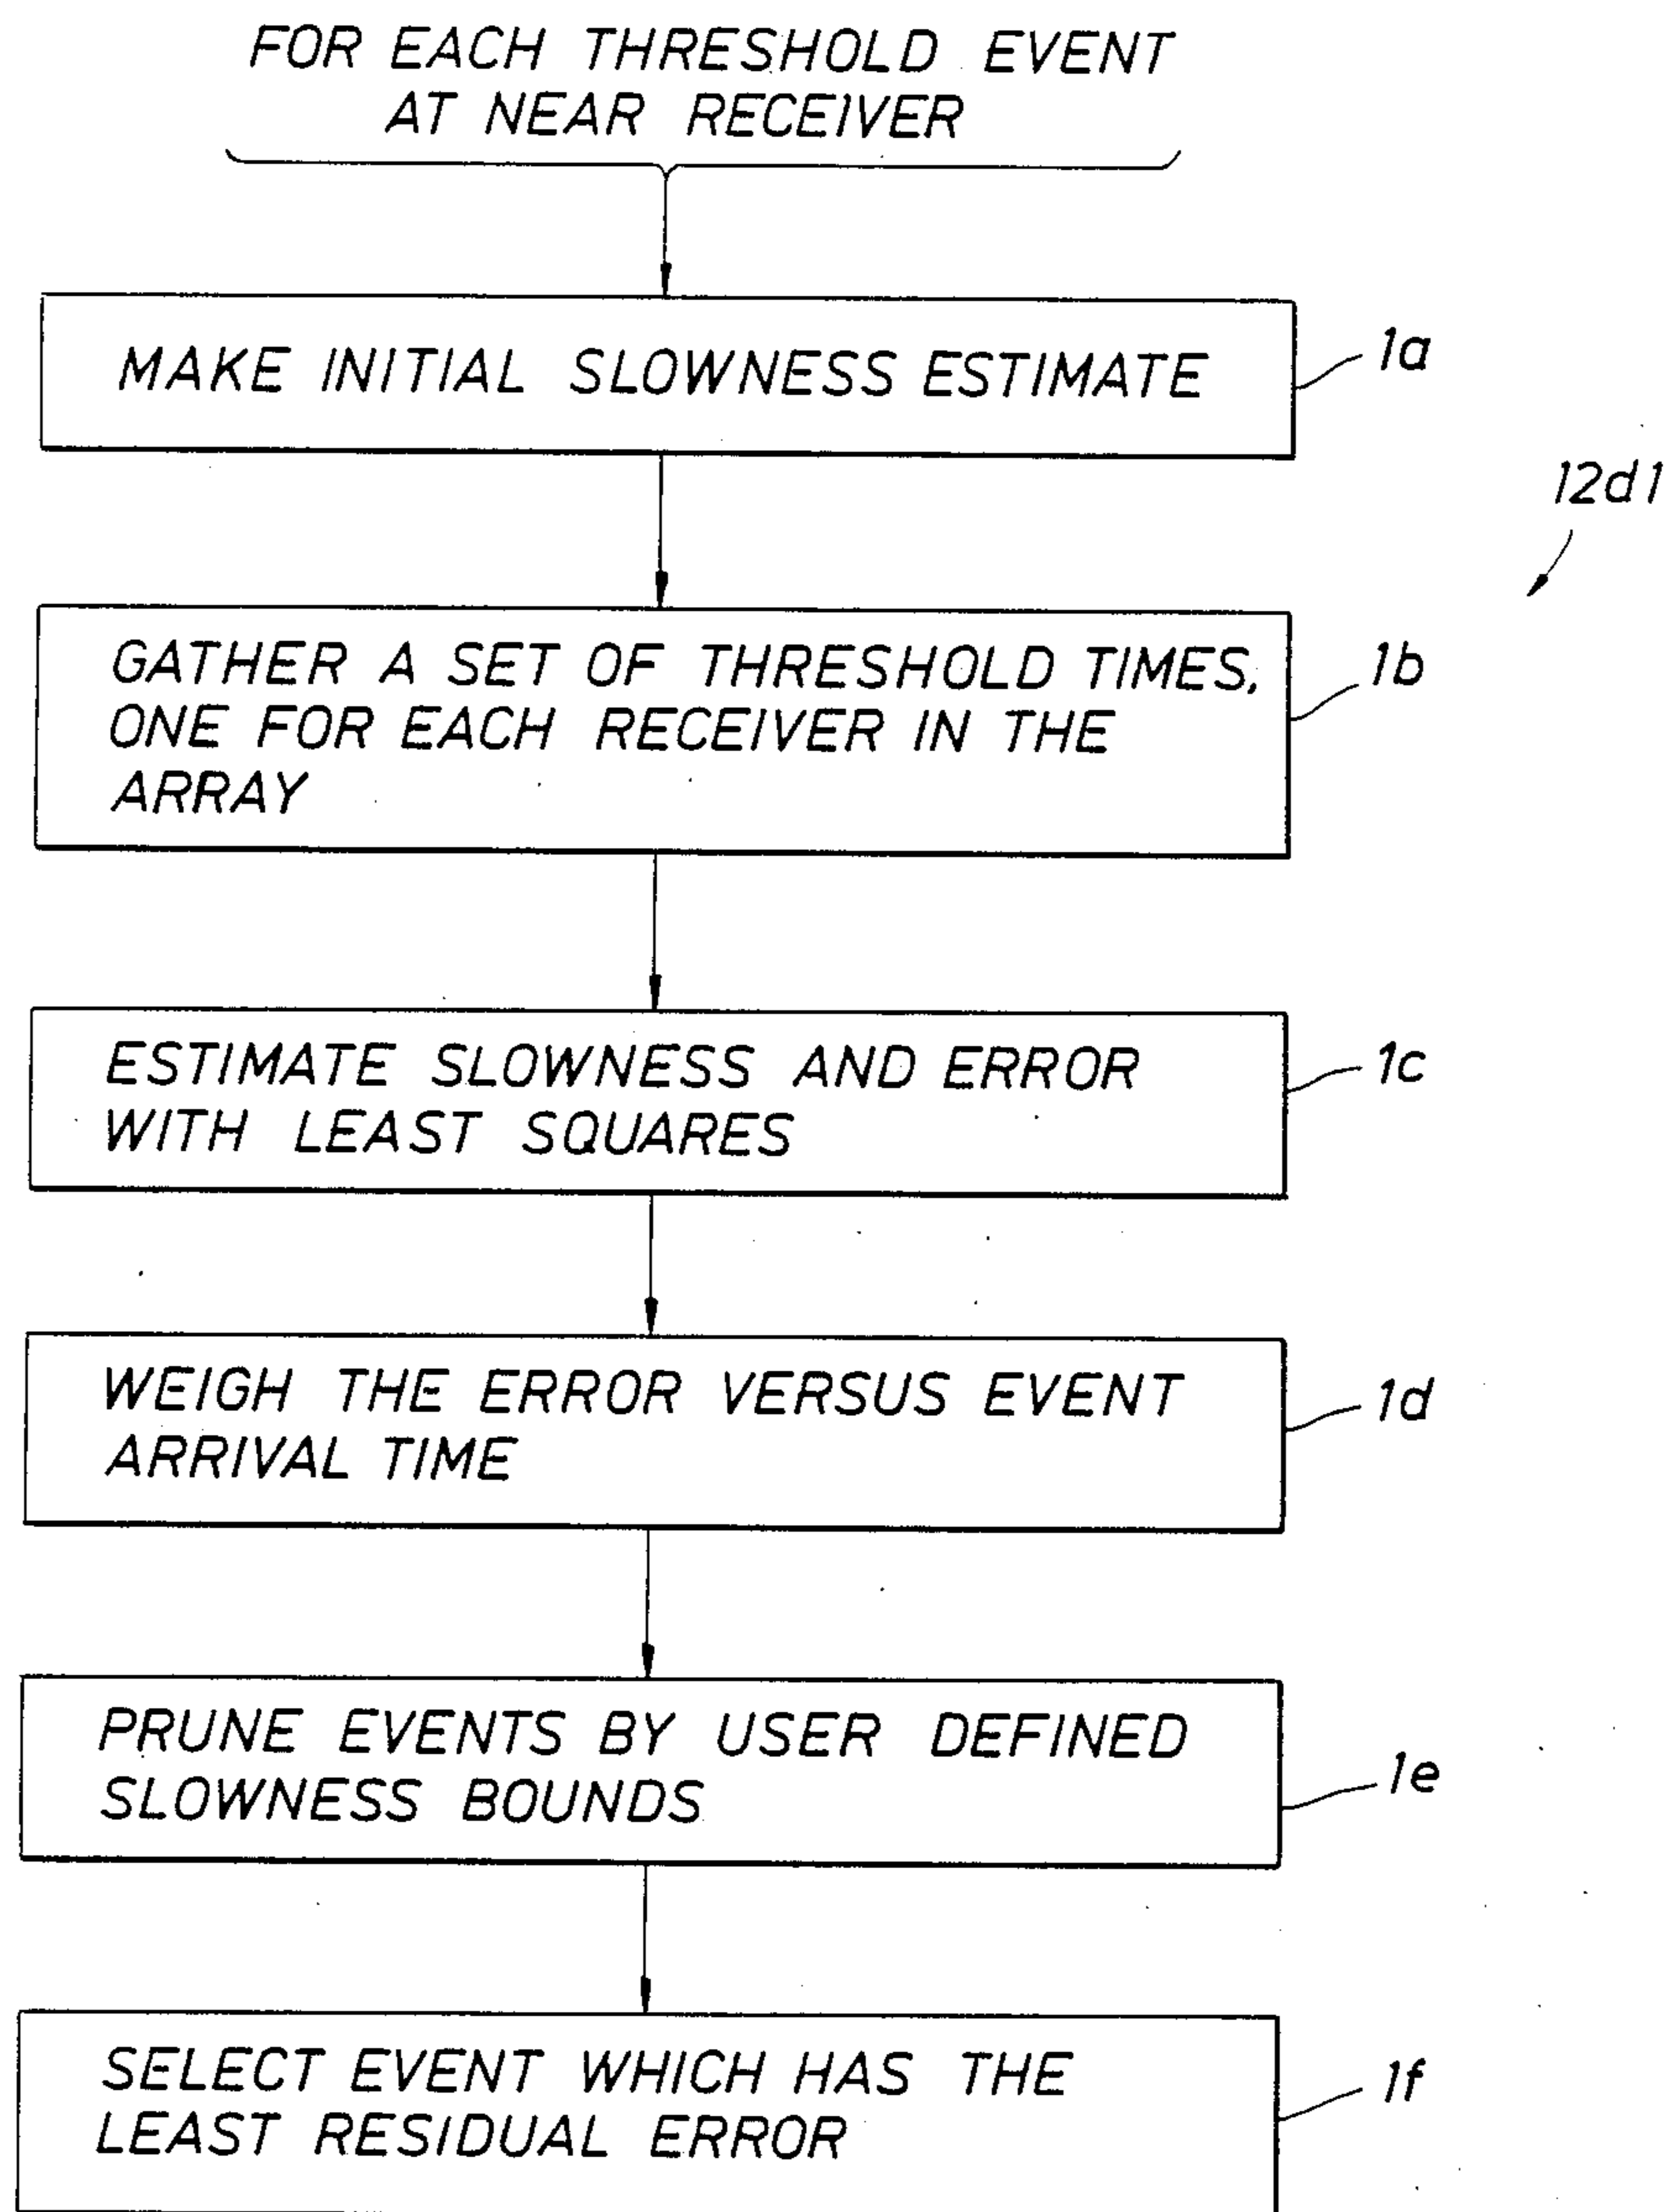 FOR EACH THRESHOLD EVENT
AT NEAR RECEIVER
MAKE INITIAL SLOWNESS ESTIMATE
1a
12d1
GATHER A SET OF THRESHOLD TIMES,
ONE FOR EACH RECEIVER IN THE
ARRAY
1b
ESTIMATE SLOWNESS AND ERROR
WITH LEAST SQUARES
1c
WEIGH THE ERROR VERSUS EVENT
ARRIVAL TIME
1d
PRUNE EVENTS BY USER DEFINED
SLOWNESS BOUNDS
1e
SELECT EVENT WHICH HAS THE
LEAST RESIDUAL ERROR
1f